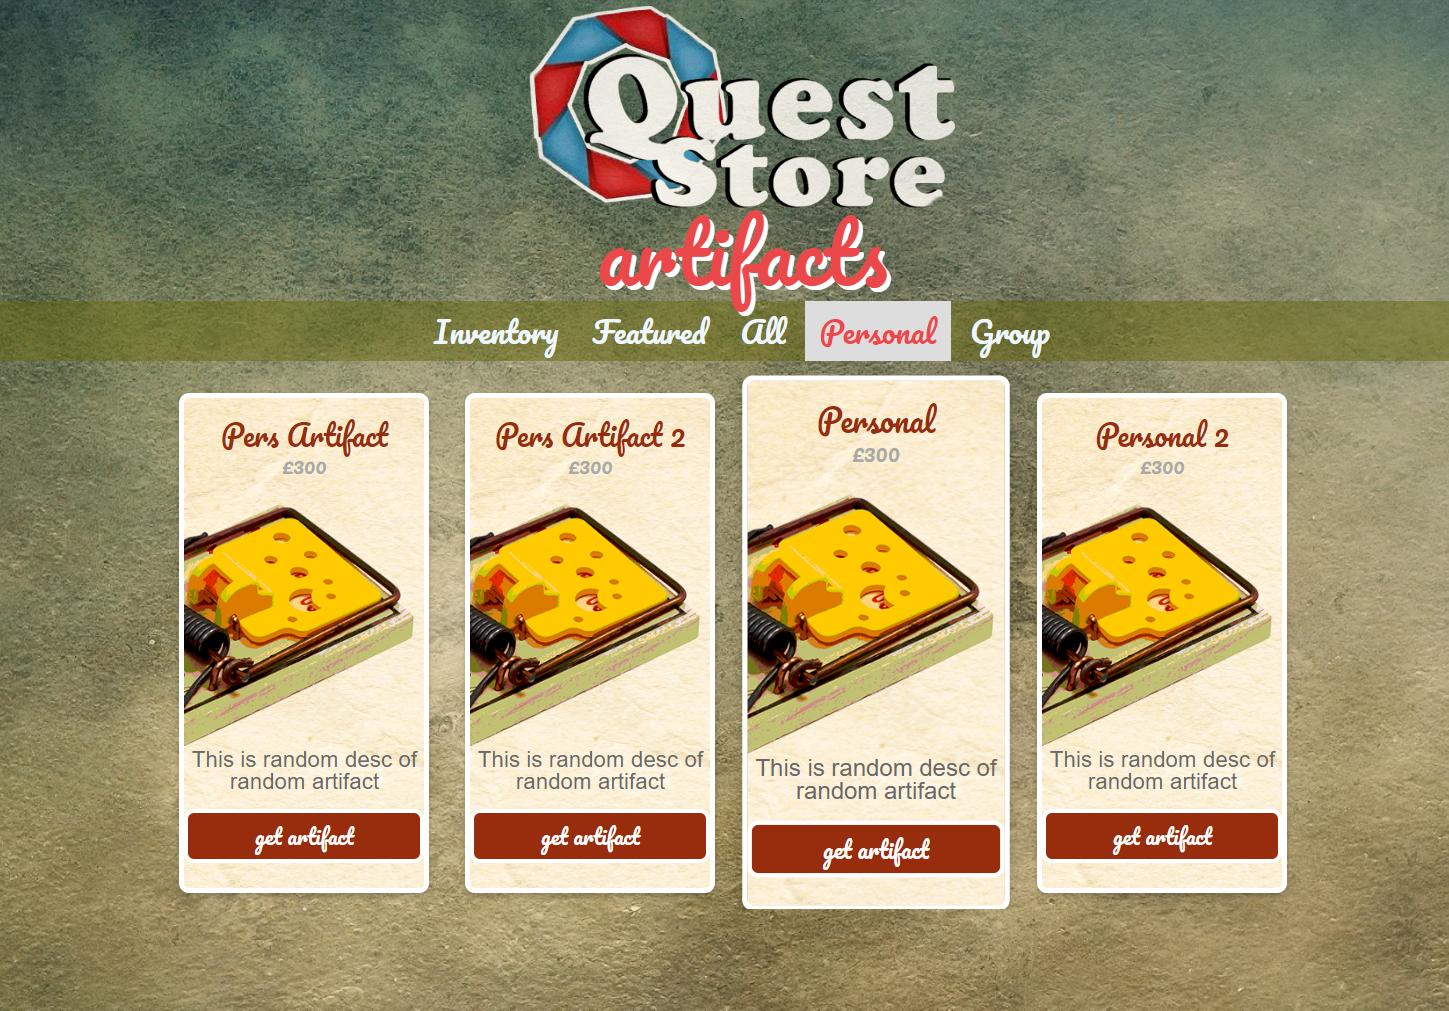 Quest
Store
artifacts
Inventory Featured All Personal Group
Pers Artifact
£300
This is random desc of
random artifact
get artifact
Pers Artifact 2
£300
This is random desc of
random artifact
get artifact
Personal
£300
This is random desc of
random artifact
get artifact
Personal 2
£300
This is random desc of
random artifact
get artifact